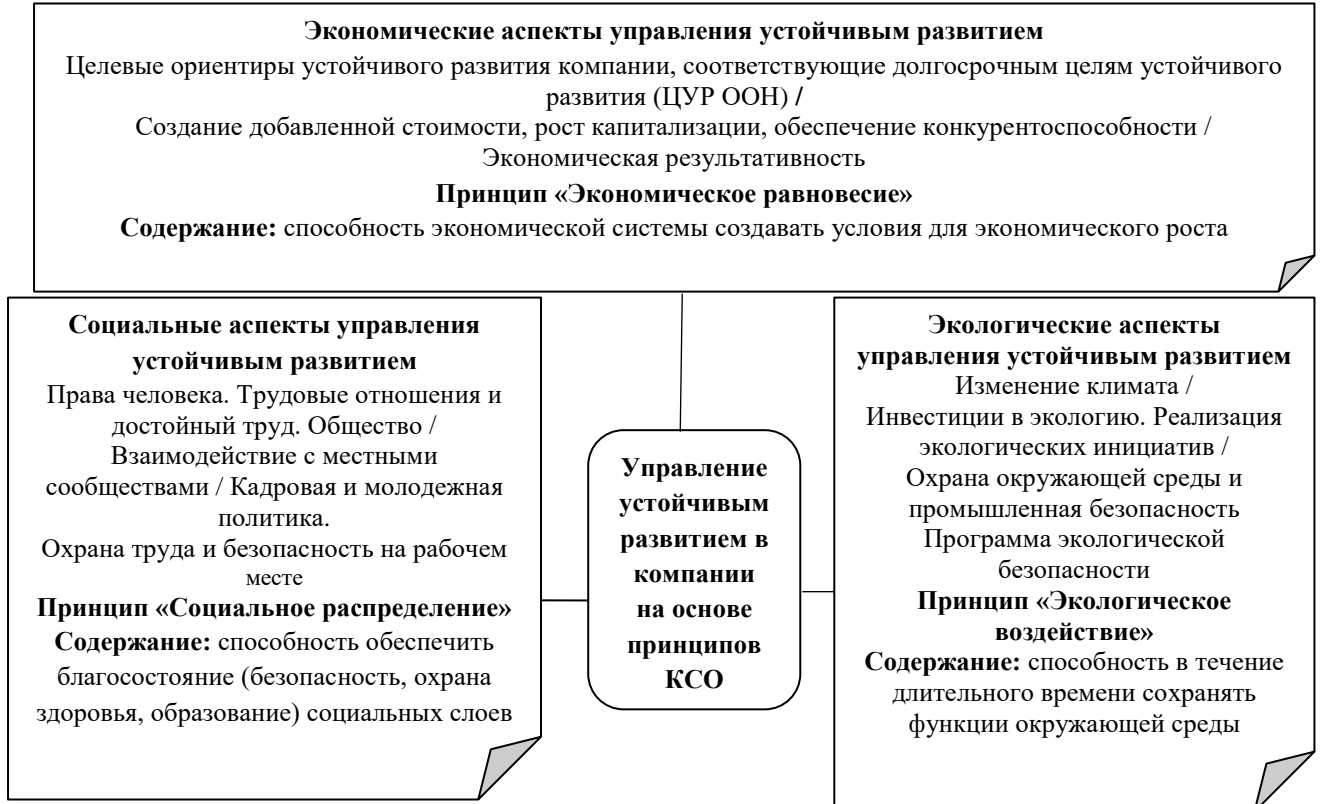 Экономические аспекты управления устойчивым развитием
Целевые ориентиры устойчивого развития компании, соответствующие долгосрочным целям устойчивого
развития (ЦУР ООН) /
Создание добавленной стоимости, рост капитализации, обеспечение конкурентоспособности /
Экономическая результативность
Принцип «Экономическое равновесие»
Содержание: способность экономической системы создавать условия для экономического роста
Социальные аспекты управления
устойчивым развитием
Права человека. Трудовые отношения и
достойный труд. Общество /
Взаимодействие с местными
сообществами / Кадровая и молодежная
политика.
Охрана труда и безопасность на рабочем
месте
Принцип «Социальное распределение»
Содержание: способность обеспечить
благосостояние (безопасность, охрана
здоровья, образование) социальных слоев
Управление
устойчивым
развитием в
компании
на основе
принципов
КСО
Экологические аспекты
управления устойчивым развитием
Изменение климата /
Инвестиции в экологию. Реализация
экологических инициатив /
Охрана окружающей среды и
промышленная безопасность
Программа экологической
безопасности
Принцип «Экологическое
воздействие»
Содержание: способность в течение
длительного времени сохранять
функции окружающей среды